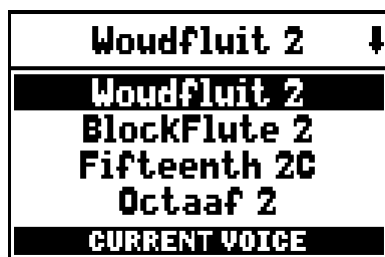 Woudfluit 2
Woudfluit 2
BlockFlute 2
Fifteenth 2C
Octaaf 2
CURRENT VOICE